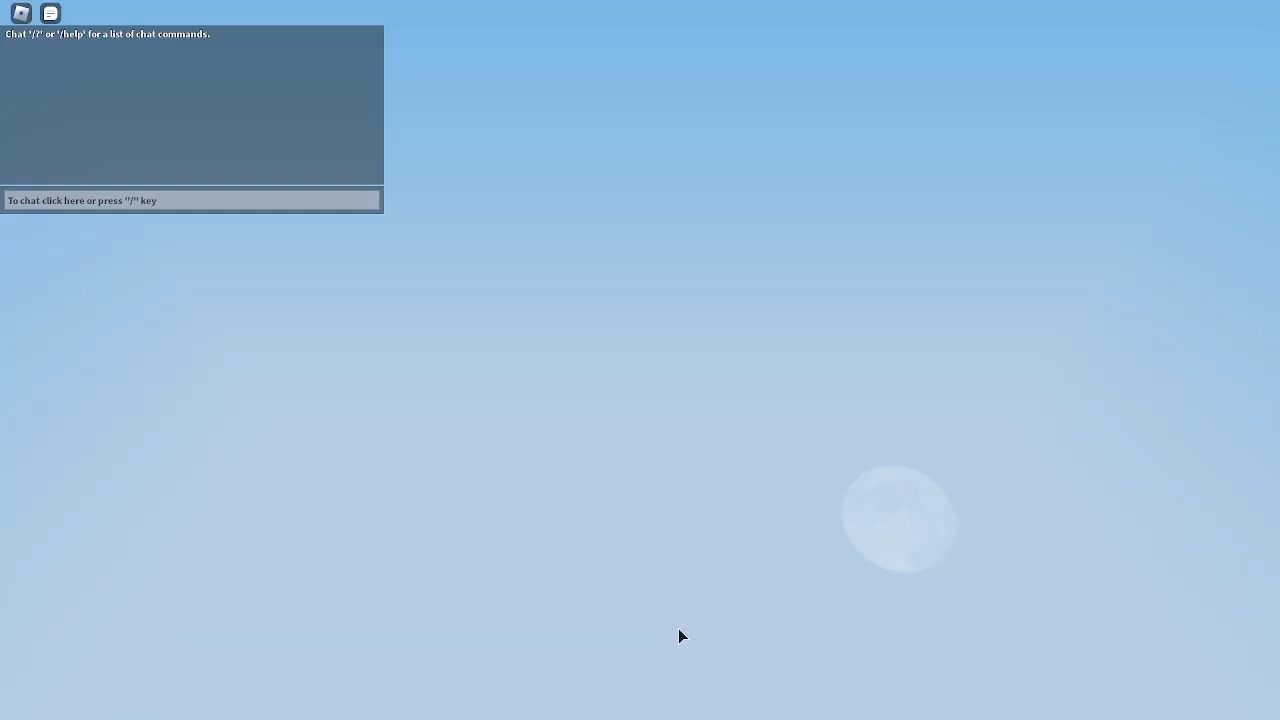 Chat '/?' or '/help' for a list of chat commands.
To chat click here or press "/" key